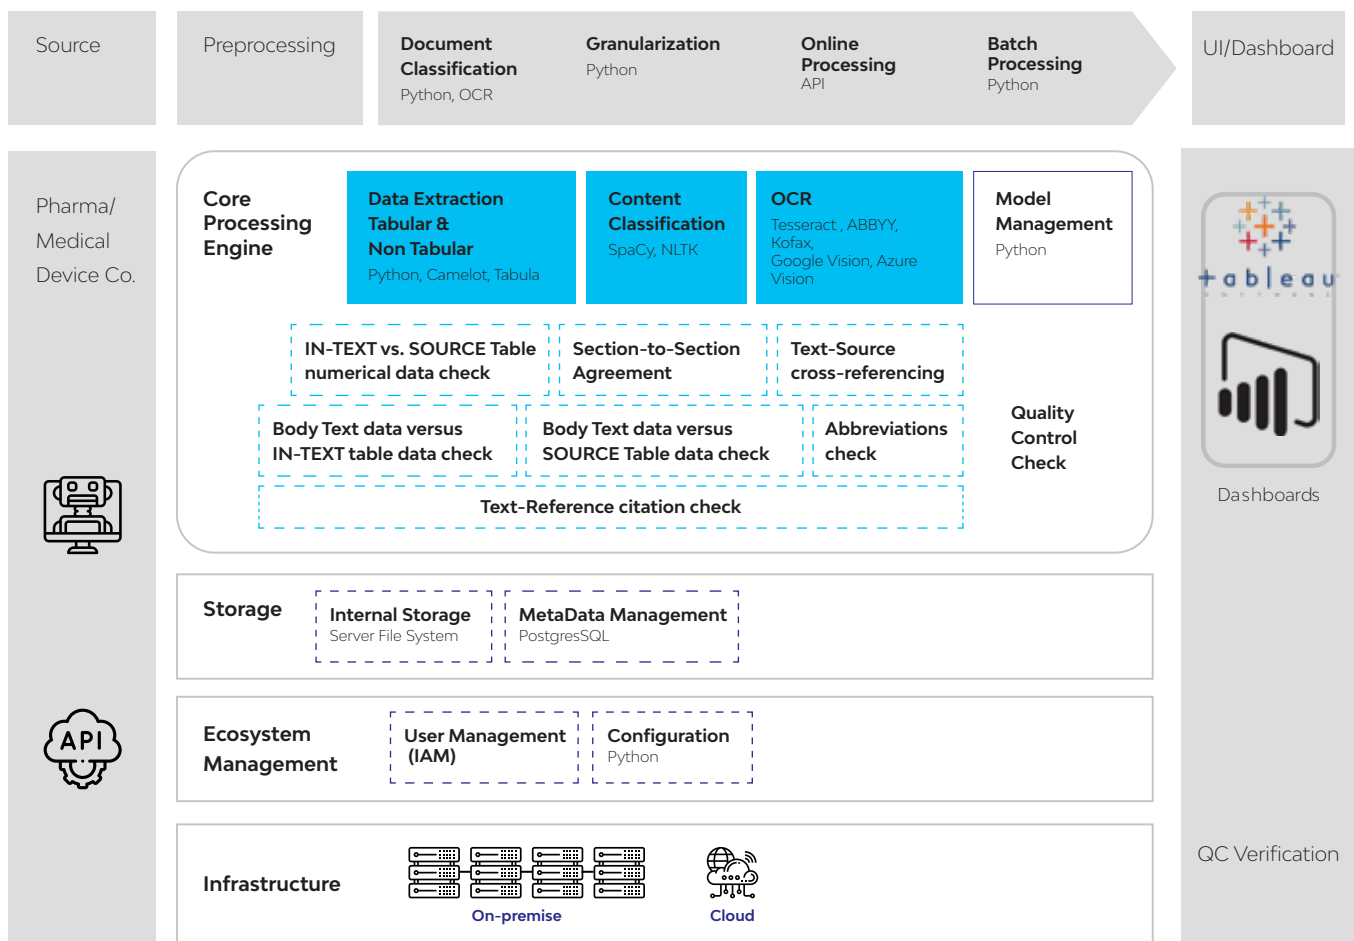 Source
Preprocessing
Document
Classification
Python, OCR
Granularization
Python
Online
Processing
API
Batch
Processing
Python
UI/Dashboard
Pharma/
Medical
Device Co.
API
Core
Processing
Engine
Data Extraction
Tabular &
Non Tabular
Python, Camelot, Tabula
Content
Classification
SpaCy, NLTK
OCR
Tesseract , ABBYY,
Kofax,
Google Vision, Azure
Vision
Model
Management
Python
IN-TEXT vs. SOURCE Table
numerical data check
Section-to-Section
Agreement
Text-Source
cross-referencing
Body Text data versus
IN-TEXT table data check
Body Text data versus
SOURCE Table data check
Abbreviations
check
Text-Reference citation check
Quality
Control
Check
Storage
Internal Storage
Server File System
MetaData Management
PostgresSQL
Ecosystem
Management
User Management
(IAM)
Configuration
Python
Infrastructure
On-premise
Cloud
tableau
Dashboards
QC Verification